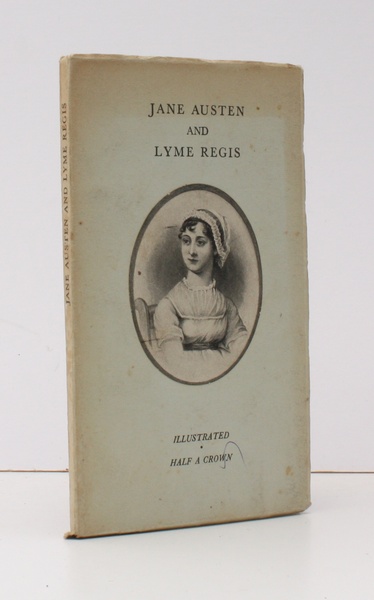 JANE AUSTEN
AND
LYME REGIS
ILLUSTRATED
HALF A CROWN
JANE AUSTEN AND LYME REGIS